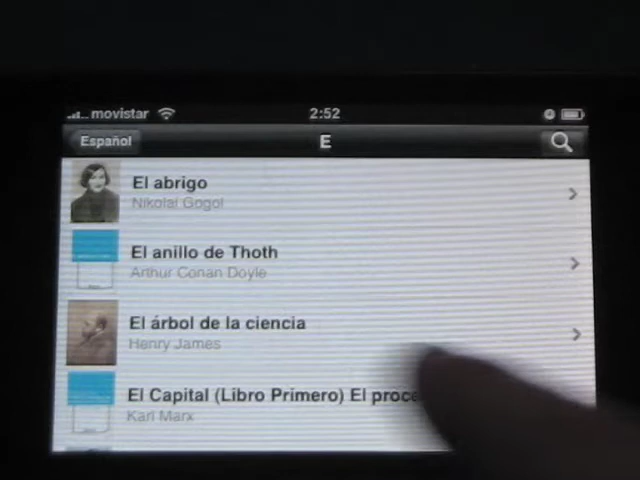 movistar 2:52
Español E
El abrigo
Nikolai Gogol
El anillo de Thoth
Arthur Conan Doyle
El árbol de la ciencia
Henry James
El Capital (Libro Primero) El proce
Karl Marx